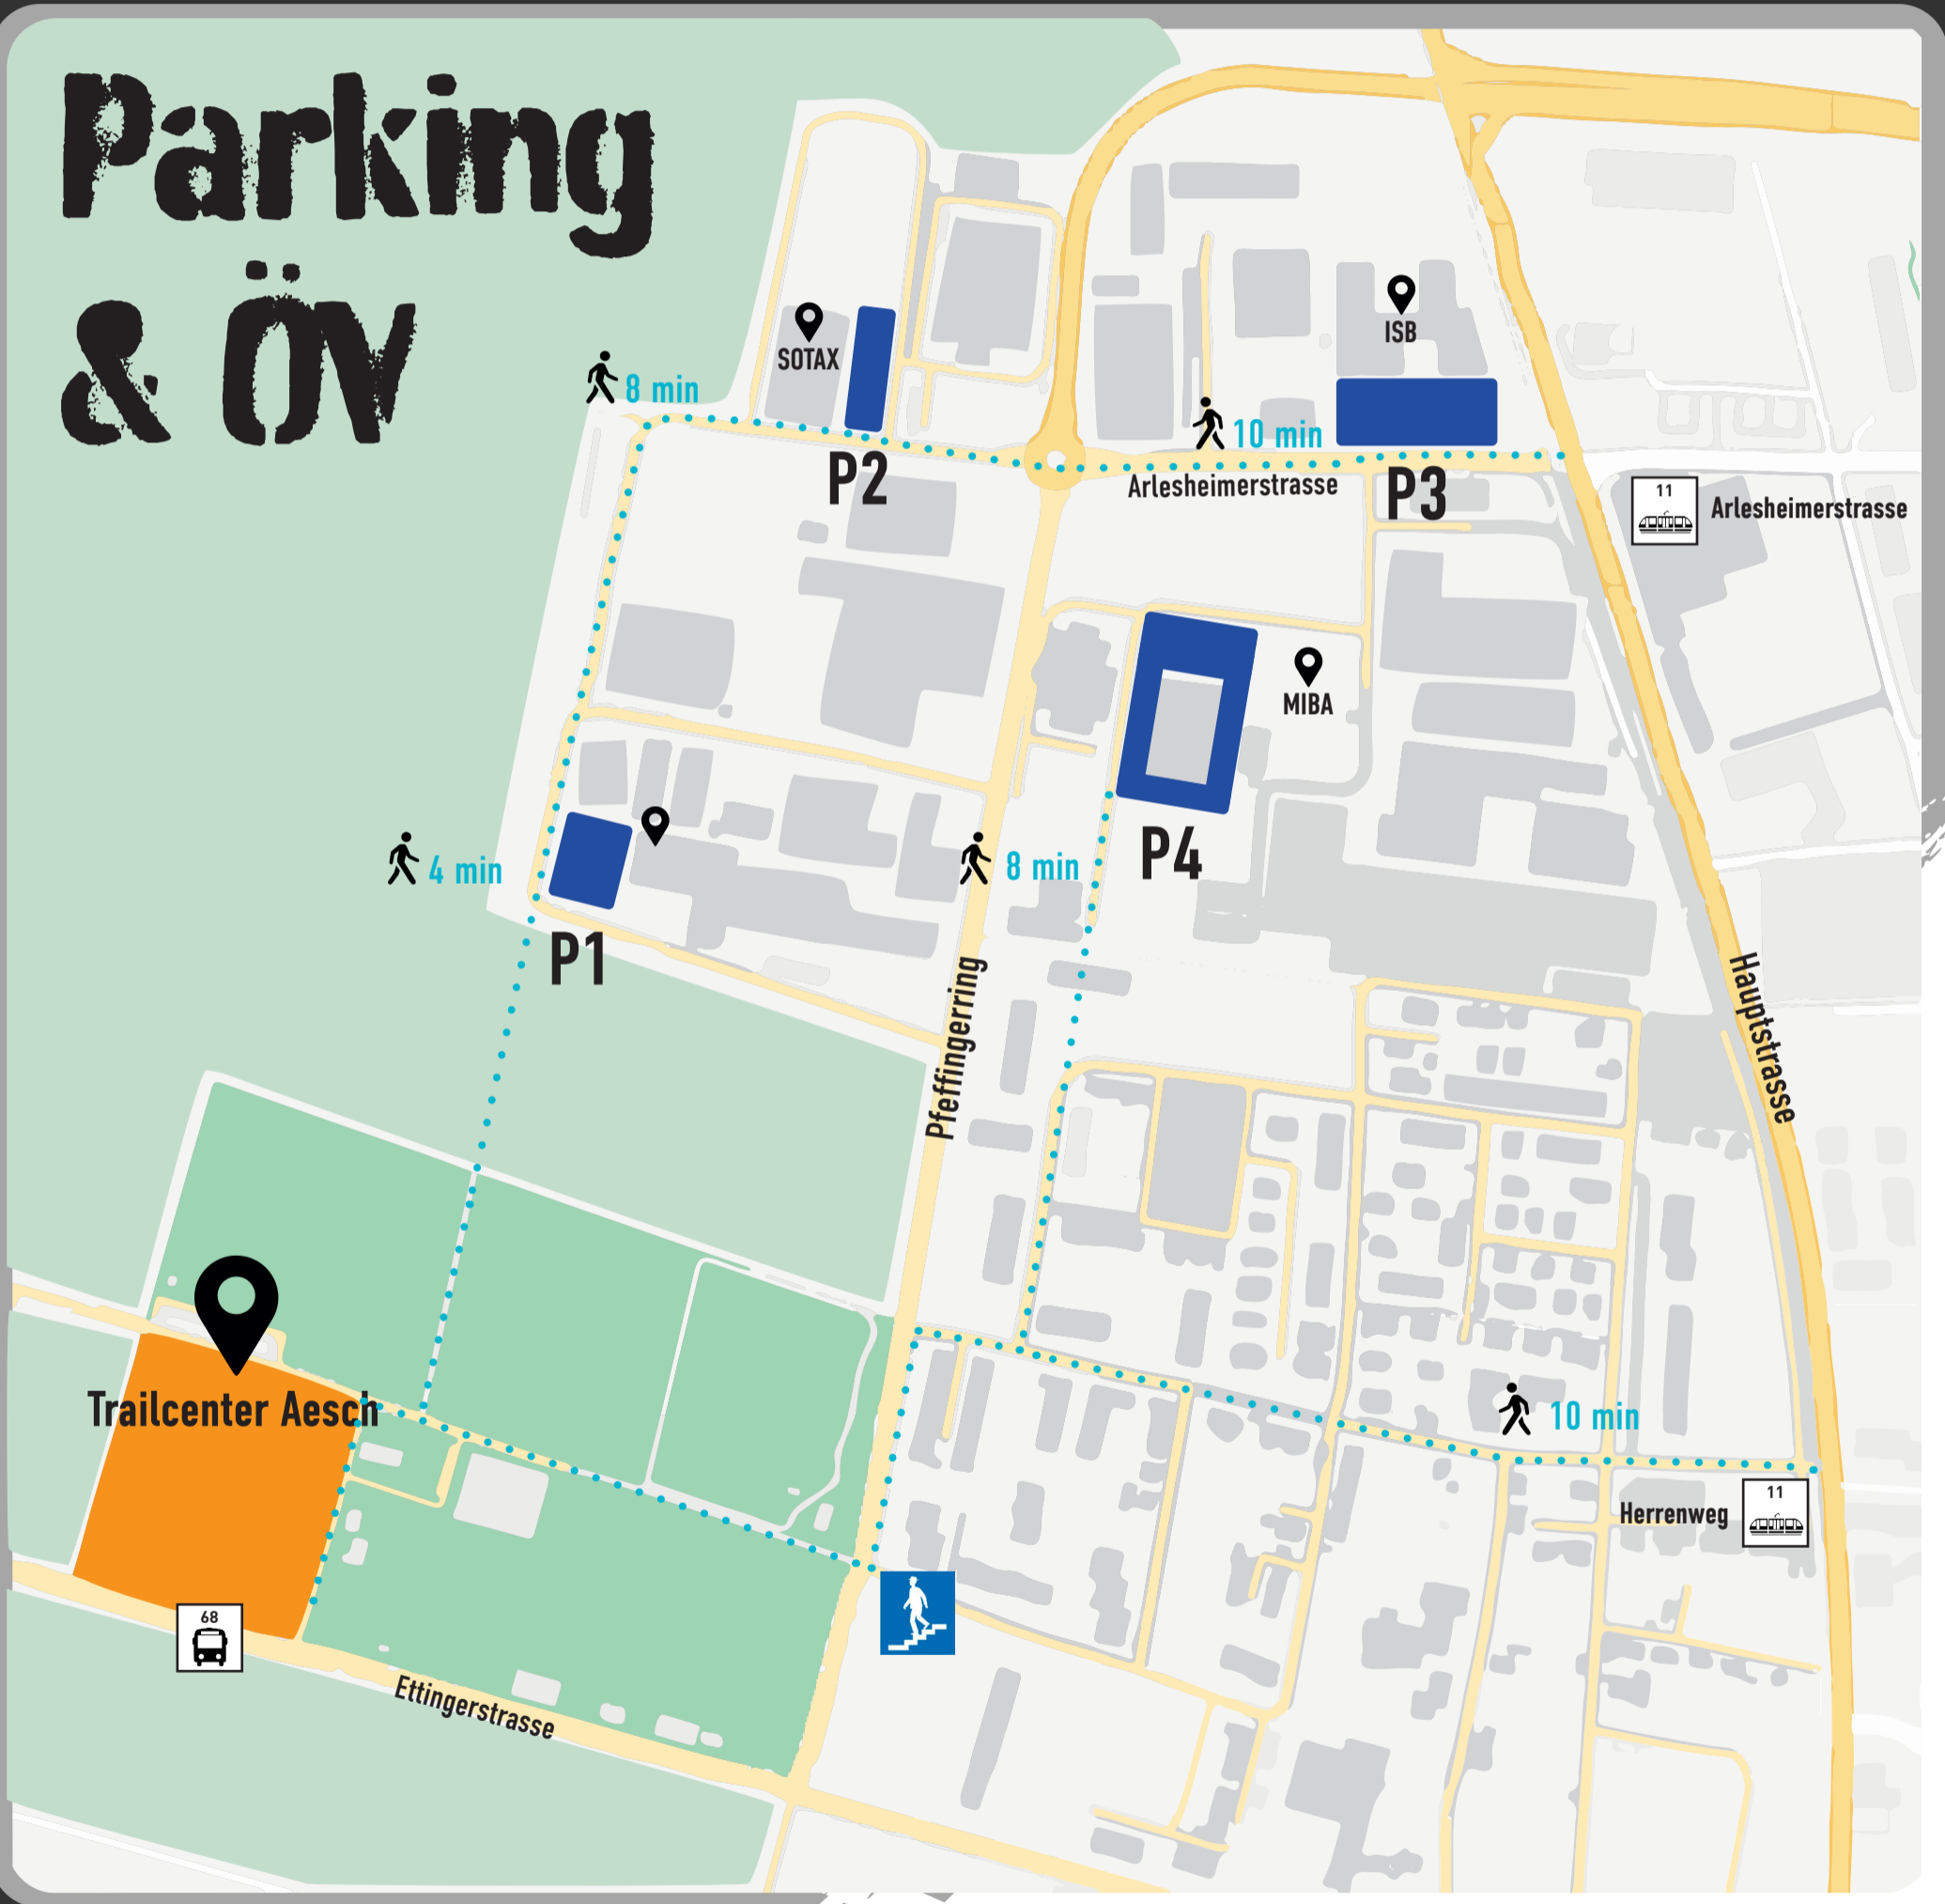 Parking
& ÖV
SOTAX
ISB
8 min
10 min
P2
Arlesheimerstrasse
P3
11
Arlesheimerstrasse
MIBA
4 min
8 min
P4
P1
Pfeffingerring
Hauptstrasse
Trailcenter Aesch
10 min
11
Herrenweg
68
Ettingerstrasse